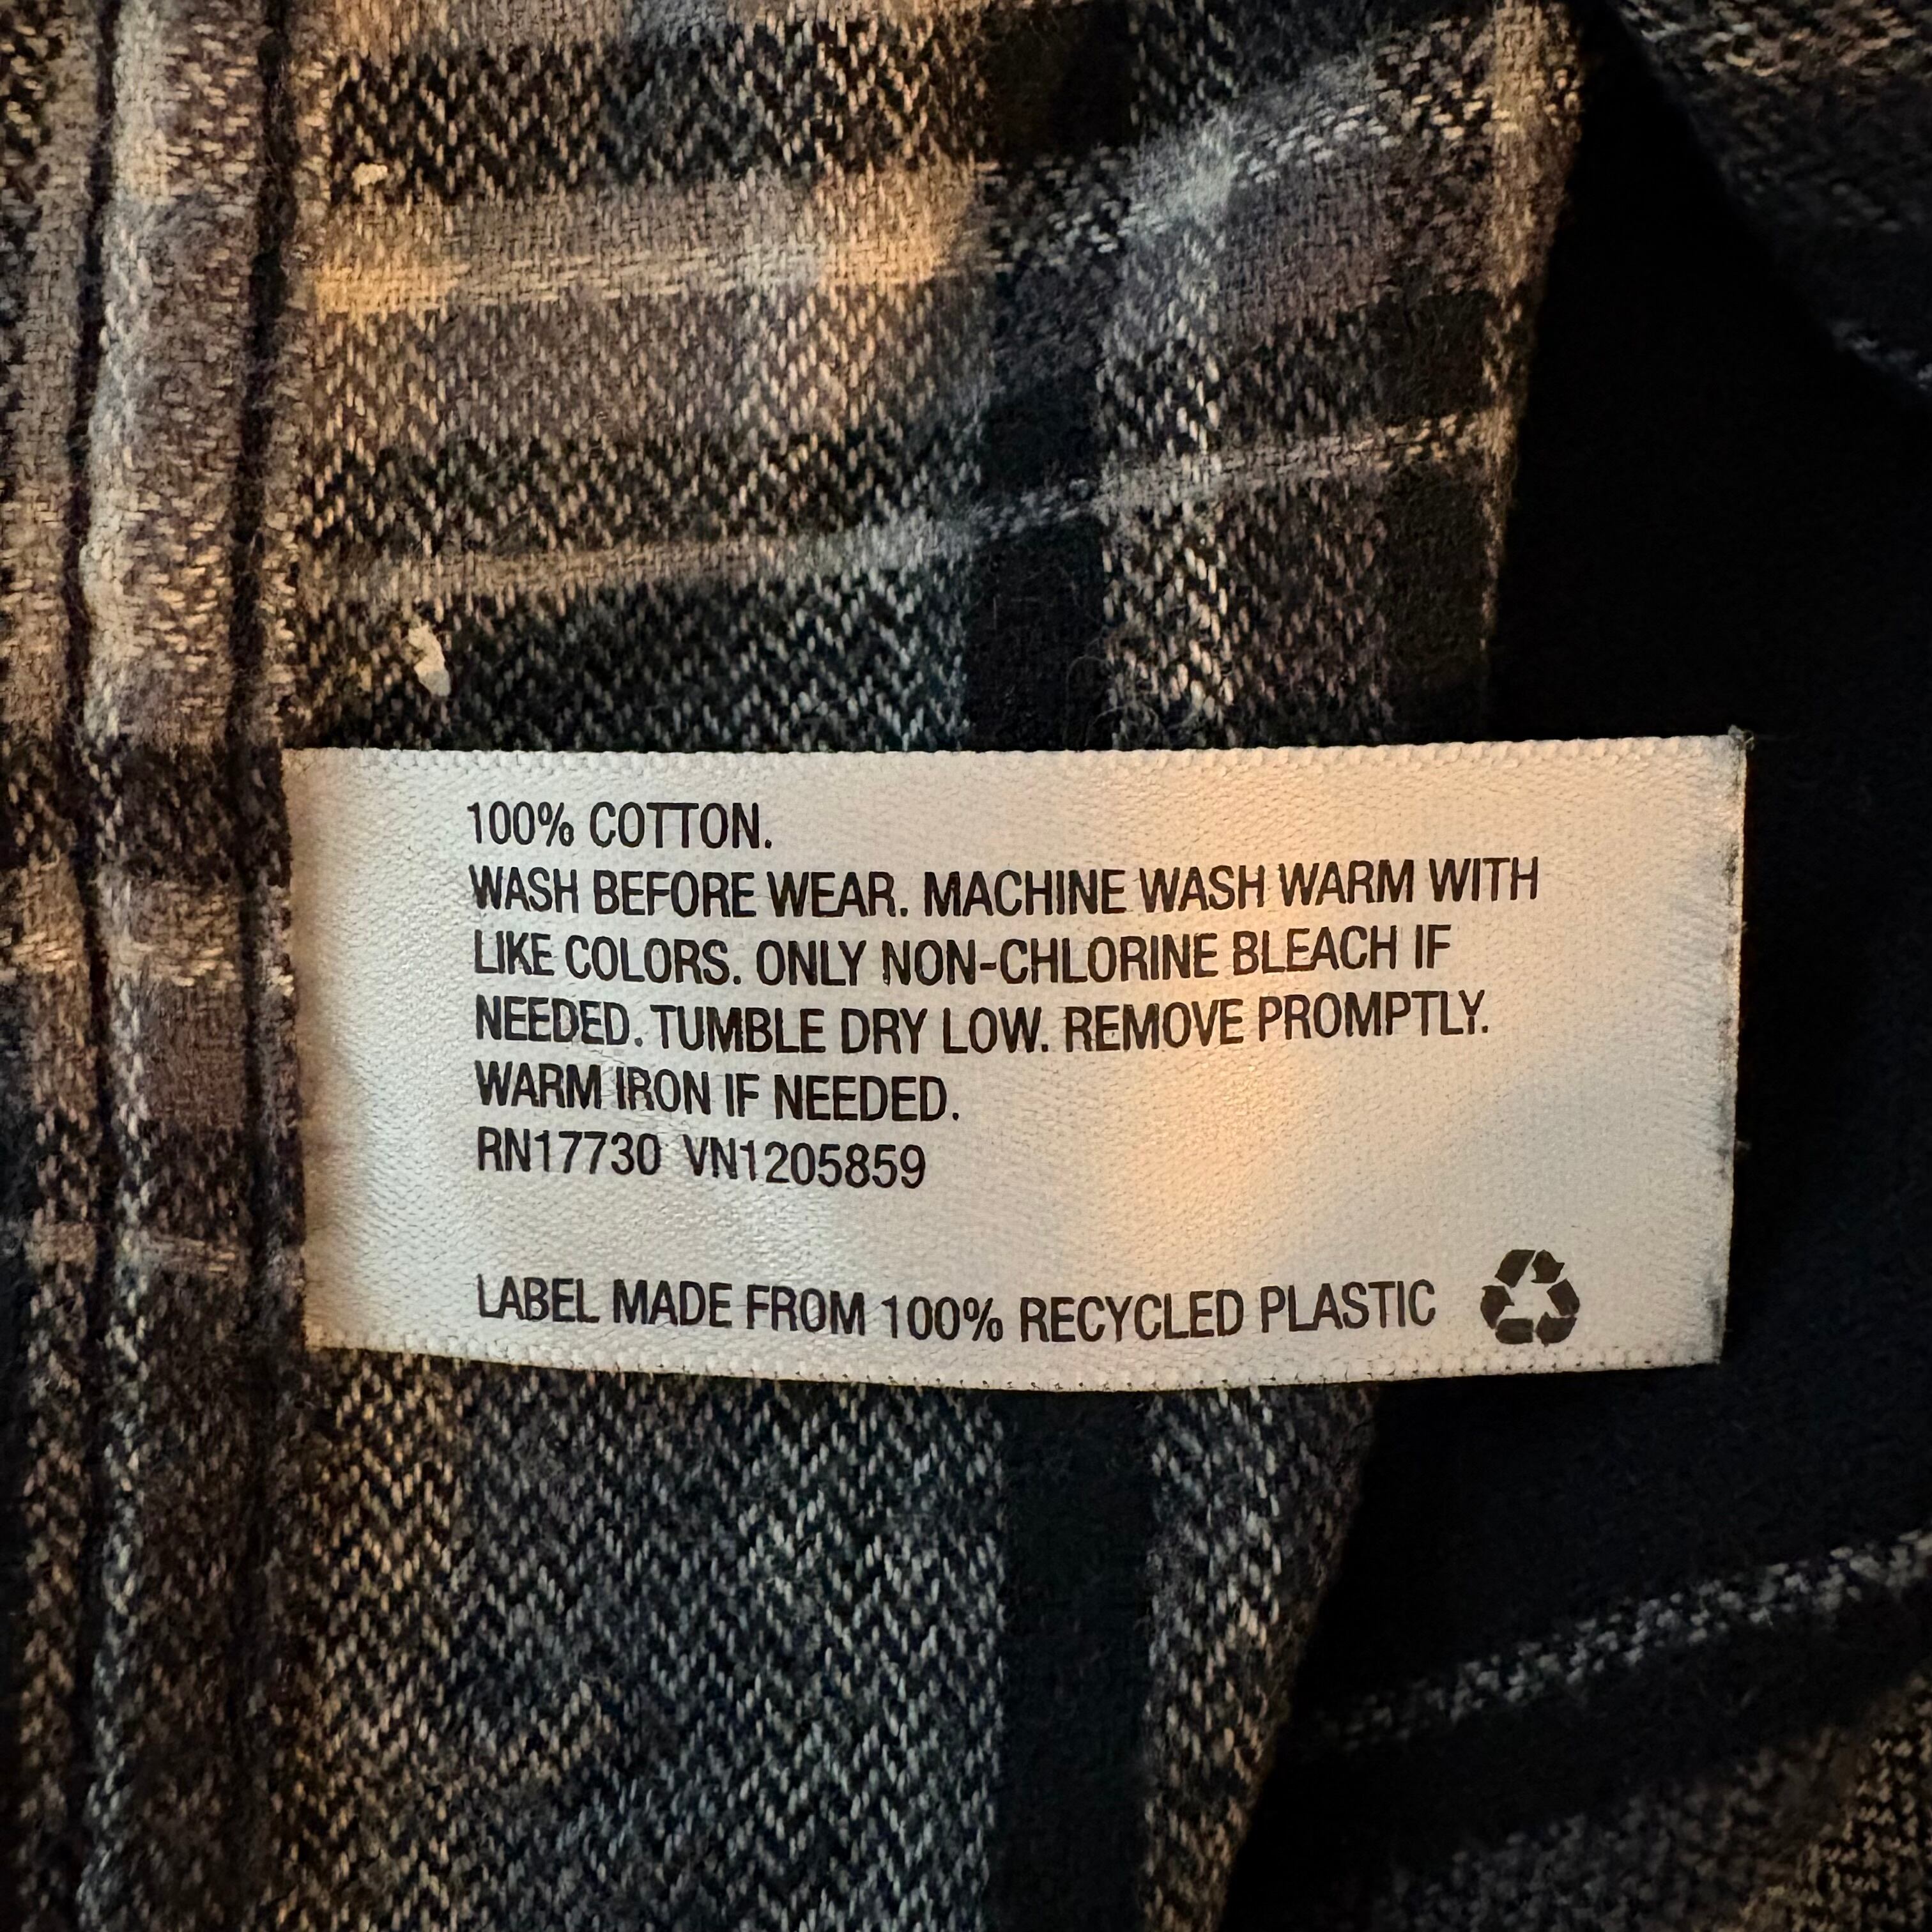 100% COTTON.
WASH BEFORE WEAR. MACHINE WASH WARM WITH
LIKE COLORS. ONLY NON-CHLORINE BLEACH IF
NEEDED. TUMBLE DRY LOW. REMOVE PROMPTLY.
WARM IRON IF NEEDED.
RN17730 VN1205859
LABEL MADE FROM 100% RECYCLED PLASTIC